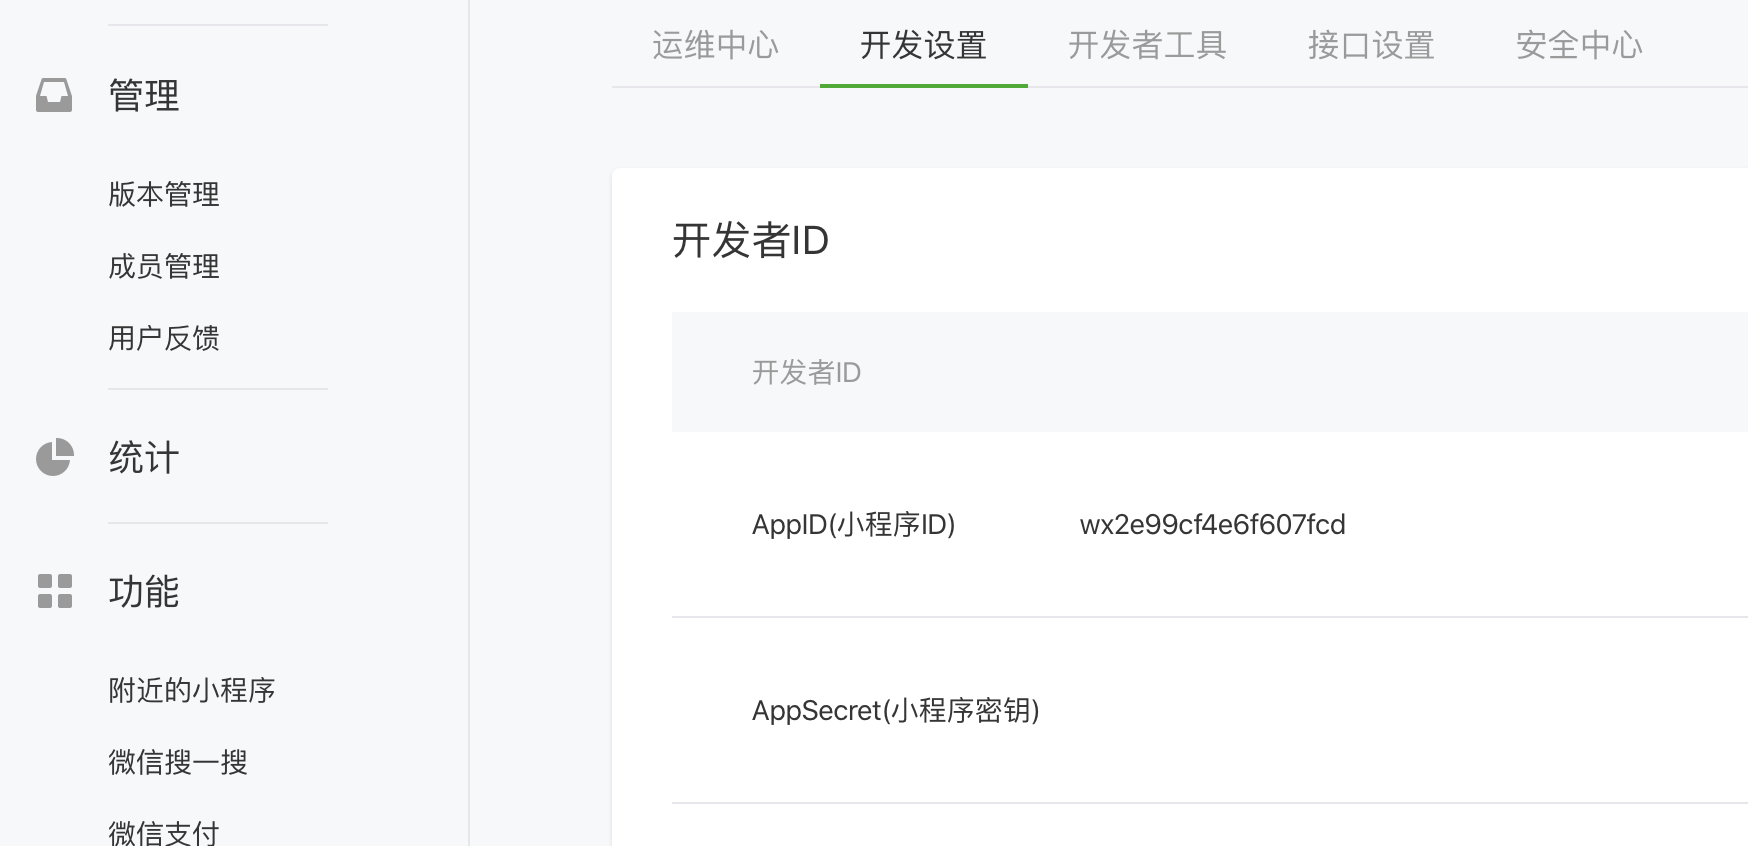 运维中心 开发设置 开发者工具 接口设置 安全中心
管理
版本管理
成员管理
用户反馈
统计
功能
附近的小程序
微信搜一搜
微信支付
开发者ID
开发者ID
AppID(小程序ID) wx2e99cf4e6f607fcd
AppSecret(小程序密钥)